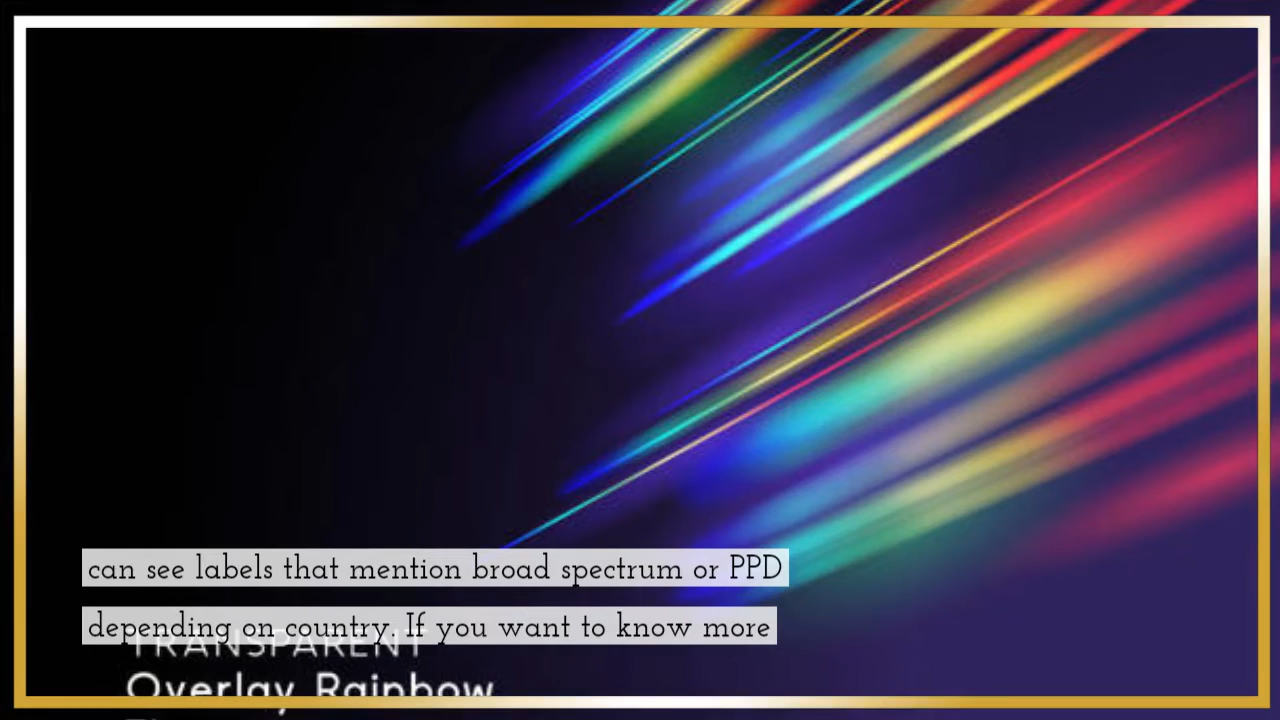 can see labels that mention broad spectrum or PPD
depending on country. If you want to know more
TRANSPARENT
Overlay Rainbow